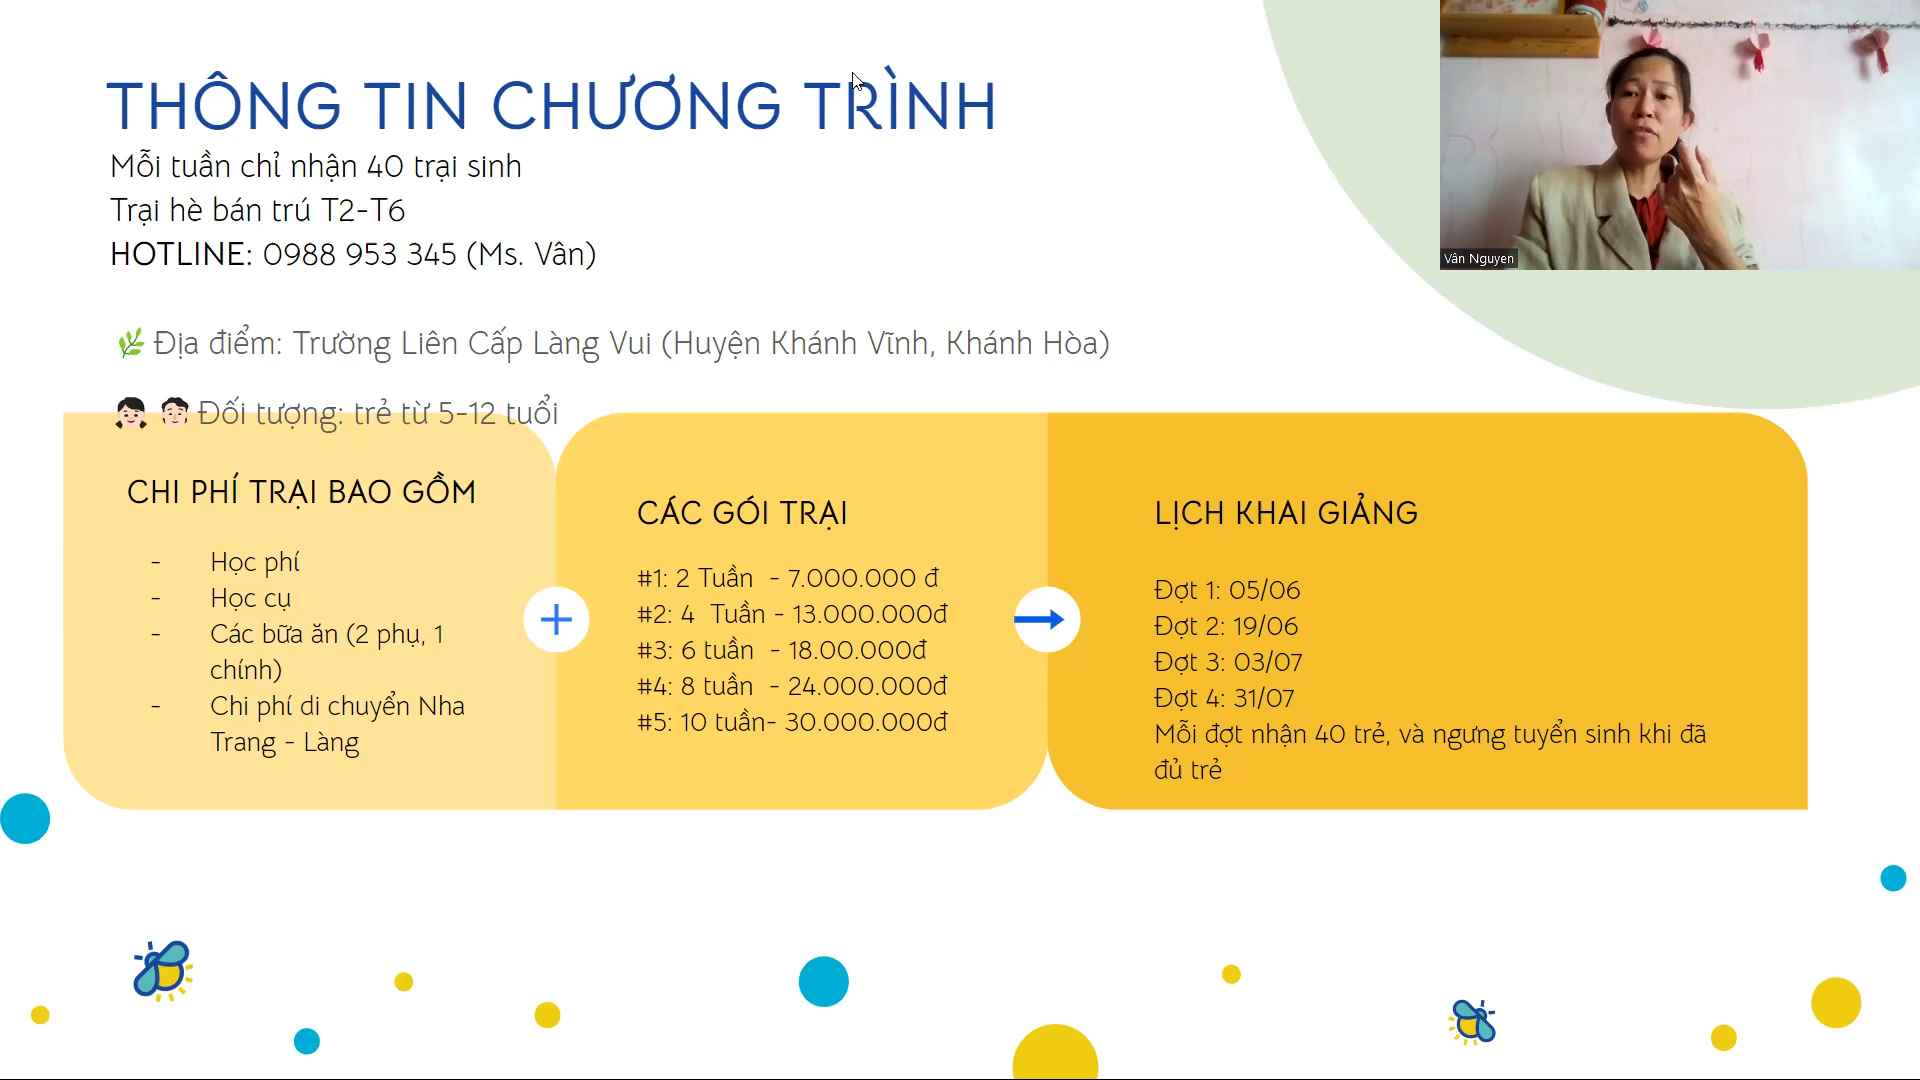 THÔNG TIN CHƯƠNG TRÌNH
Mỗi tuần chỉ nhận 40 trại sinh
Trại hè bán trú T2-T6
HOTLINE: 0988 953 345 (Ms. Vân)
Địa điểm: Trường Liên Cấp Làng Vui (Huyện Khánh Vĩnh, Khánh Hòa)
Đối tượng: trẻ từ 5-12 tuổi
CHI PHÍ TRẠI BAO GỒM
- Học phí
- Học cụ
- Các bữa ăn (2 phụ, 1
chính)
- Chi phí di chuyển Nha
Trang - Làng
CÁC GÓI TRẠI
#1: 2 Tuần - 7.000.000 đ
#2: 4 Tuần - 13.000.000đ
#3: 6 tuần - 18.00.000đ
#4: 8 tuần - 24.000.000đ
#5: 10 tuần- 30.000.000đ
LỊCH KHAI GIẢNG
Đợt 1: 05/06
Đợt 2: 19/06
Đợt 3: 03/07
Đợt 4: 31/07
Mỗi đợt nhận 40 trẻ, và ngưng tuyển sinh khi đã
đủ trẻ
Vân Nguyen